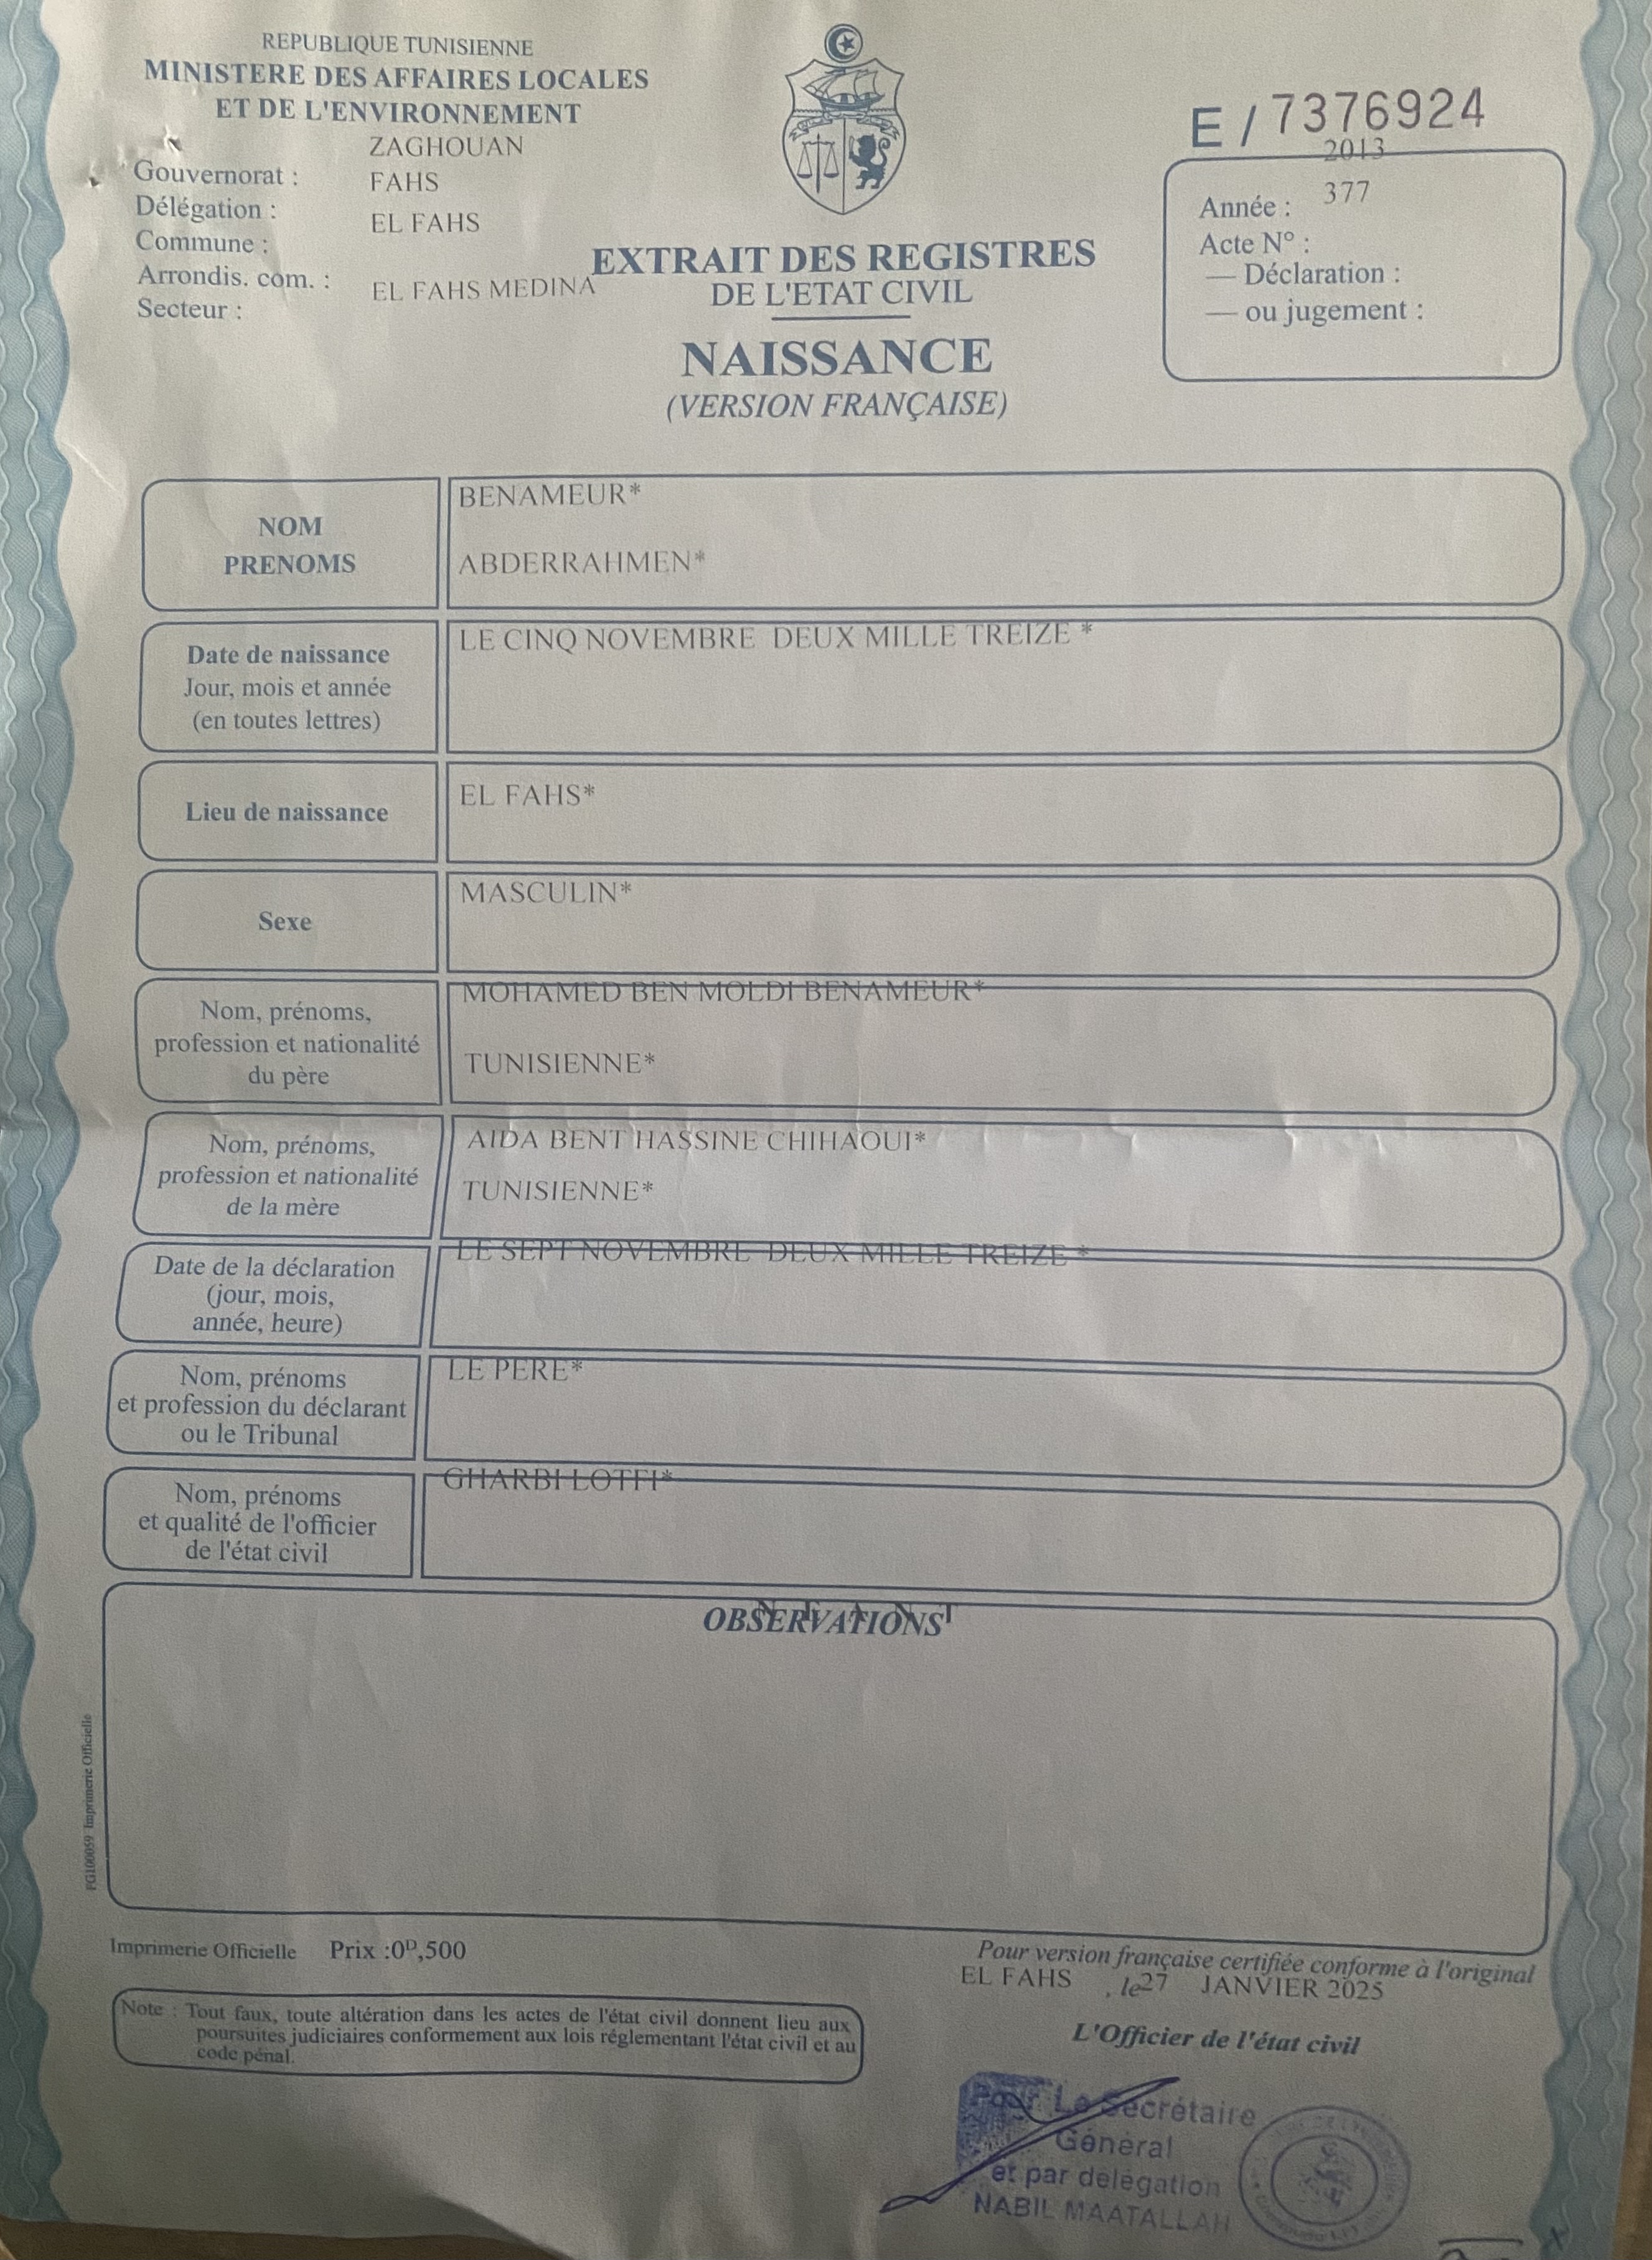 REPUBLIQUE TUNISIENNE
MINISTERE DES AFFAIRES LOCALES
ET DE L'ENVIRONNEMENT
ZAGHOUAN
Gouvernorat :
FAHS
Délégation :
EL FAHS
Commune :
Arrondis. com. :
EL FAHS MEDINA
Secteur :
E / 7376924
2013
Année :
377
Acte N° :
— Déclaration :
— ou jugement :
EXTRAIT DES REGISTRES
DE L'ETAT CIVIL
NAISSANCE
(VERSION FRANÇAISE)
NOM
PRENOMS
BENAMEUR*
ABDERRAHMEN*
Date de naissance
Jour, mois et année
(en toutes lettres)
LE CINQ NOVEMBRE DEUX MILLE TREIZE *
Lieu de naissance
EL FAHS*
Sexe
MASCULIN*
Nom, prénoms,
profession et nationalité
du père
MOHAMED BEN MOLDI BENAMEUR*
TUNISIENNE*
Nom, prénoms,
profession et nationalité
de la mère
AIDA BENT HASSINE CHIHAOUI*
TUNISIENNE*
Date de la déclaration
(jour, mois,
année, heure)
LE SEPT NOVEMBRE DEUX MILLE TREIZE *
Nom, prénoms
et profession du déclarant
ou le Tribunal
LE PERE*
Nom, prénoms
et qualité de l'officier
de l'état civil
GHARBI LOTFI*
OBSERVATIONS
FG100059 Imprimerie Officielle
Imprimerie Officielle Prix :0ᴰ,500
Note : Tout faux, toute altération dans les actes de l'état civil donnent lieu aux
poursuites judiciaires conformement aux lois réglementant l'état civil et au
code pénal.
Pour version française certifiée conforme à l'original
EL FAHS , le 27 JANVIER 2025
L'Officier de l'état civil
Pour Le Secrétaire
Général
et par délégation
NABIL MAATALLAH